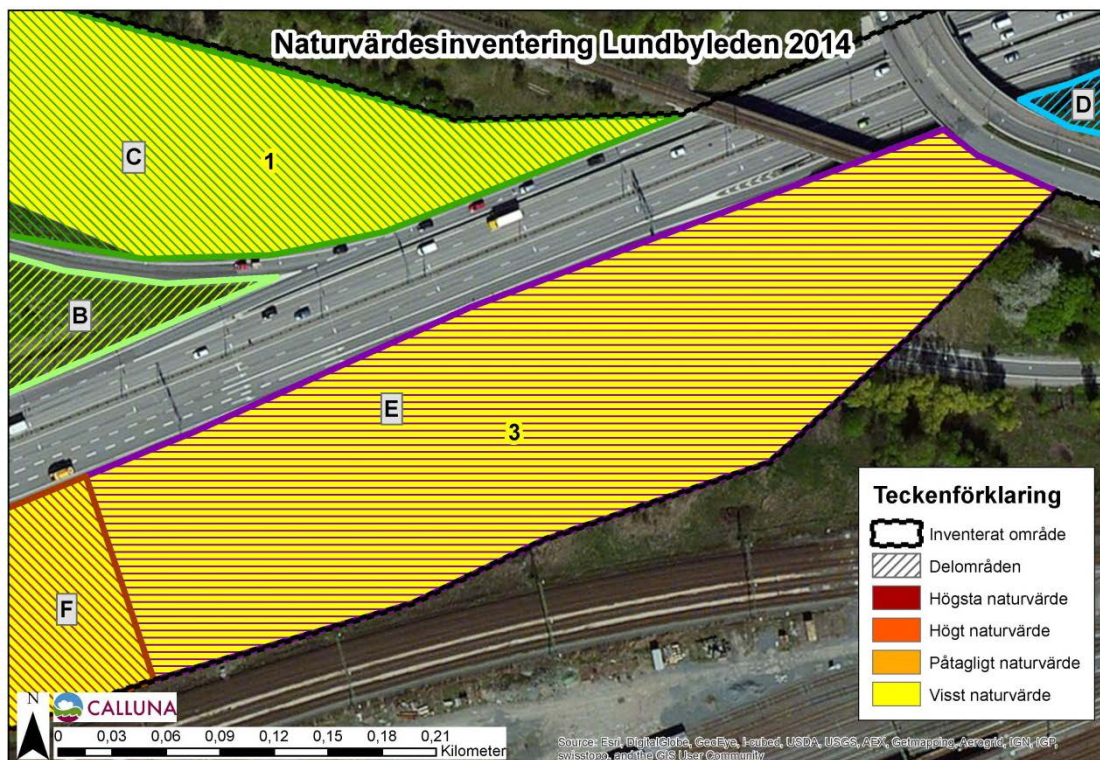 Naturvärdesinventering Lundbyleden 2014
D
C
1
B
E
3
F
Teckenförklaring
Inventerat område
Delområden
Högsta naturvärde
Högt naturvärde
Påtagligt naturvärde
Visst naturvärde
N
CALLUNA
0 0,03 0,06 0,09 0,12 0,15 0,18 0,21
Kilometer
Source: Esri, DigitalGlobe, GeoEye, i-cubed, USDA, USGS, AEX, Getmapping, Aerogrid, IGN, IGP,
swisstopo, and the GIS User Community